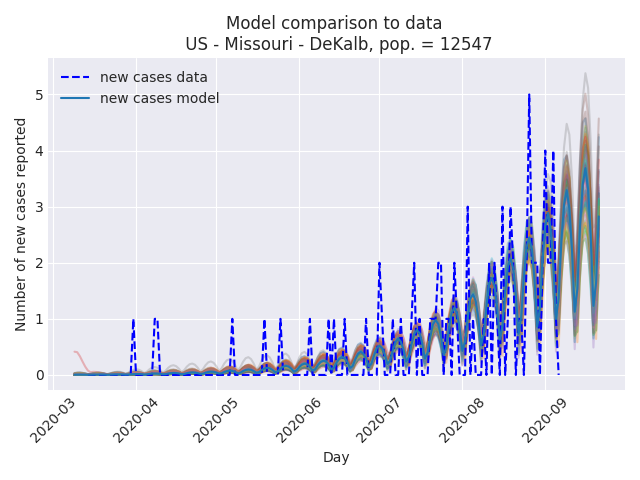 Model comparison to data
US - Missouri - DeKalb, pop. = 12547
new cases data
new cases model
Number of new cases reported
5
4
3
2
1
0
2020-03
2020-04
2020-05
2020-06
2020-07
2020-08
2020-09
Day